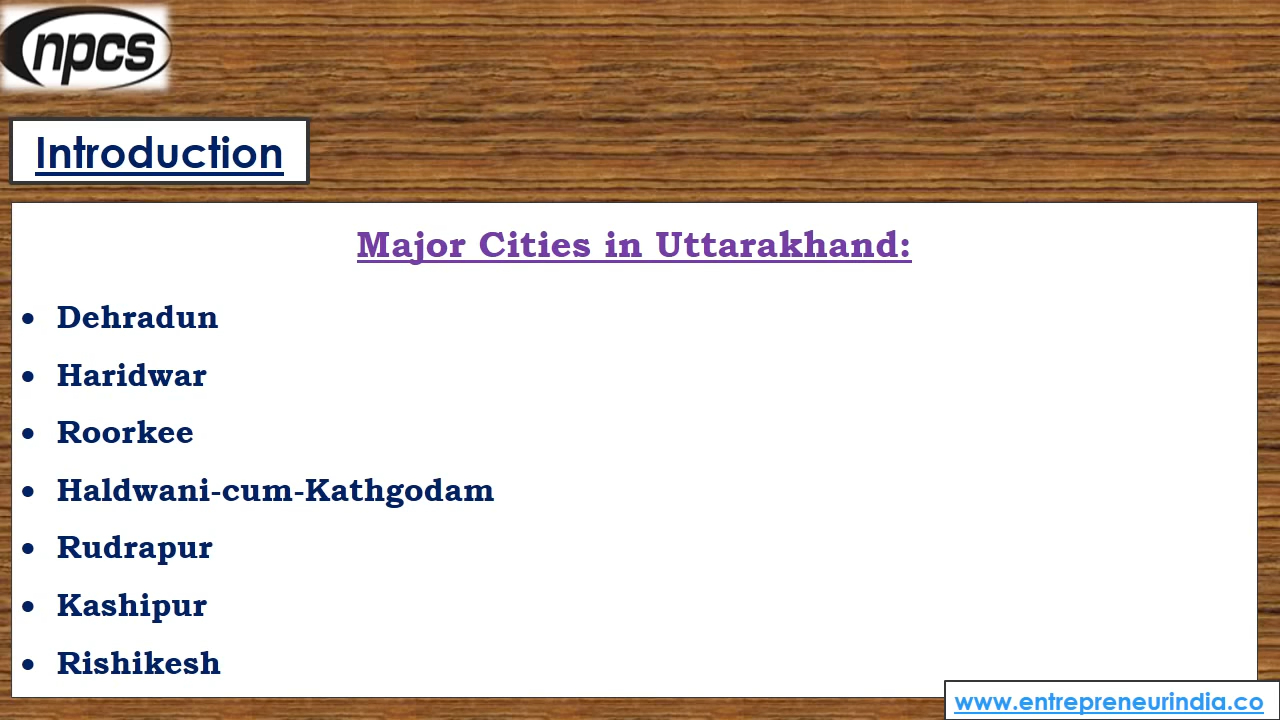 npcs
Introduction
Major Cities in Uttarakhand:
• Dehradun
• Haridwar
• Roorkee
• Haldwani-cum-Kathgodam
• Rudrapur
• Kashipur
• Rishikesh
www.entrepreneurindia.co